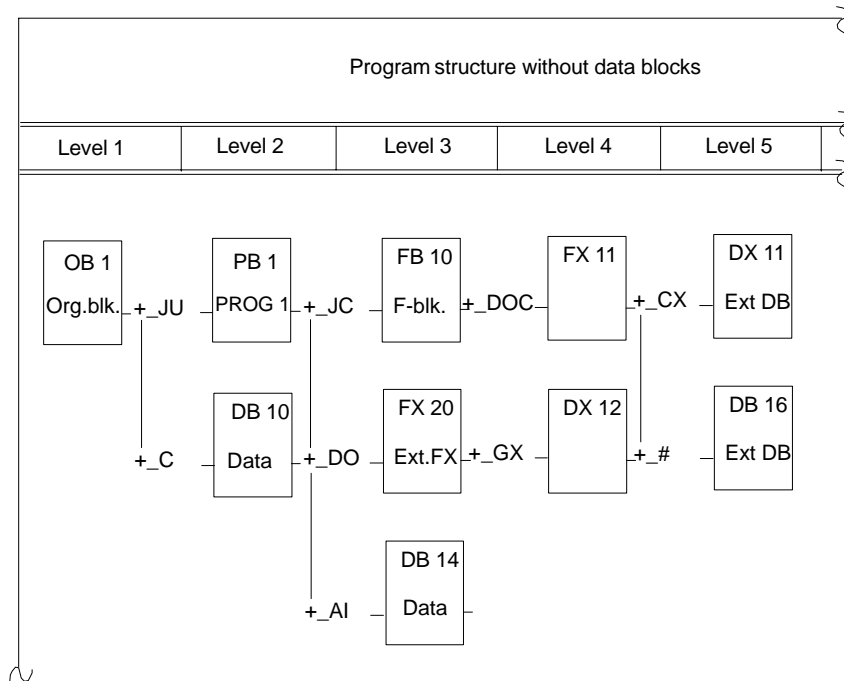 Program structure without data blocks
Level 1 Level 2 Level 3 Level 4 Level 5
OB 1 PB 1 FB 10 FX 11 DX 11
Org.blk. +_JU PROG 1 +_JC F-blk. +_DOC +_CX Ext DB
DB 10 FX 20 DX 12 DB 16
+_C Data +_DO Ext.FX +_GX +_# Ext DB
DB 14
+_AI Data